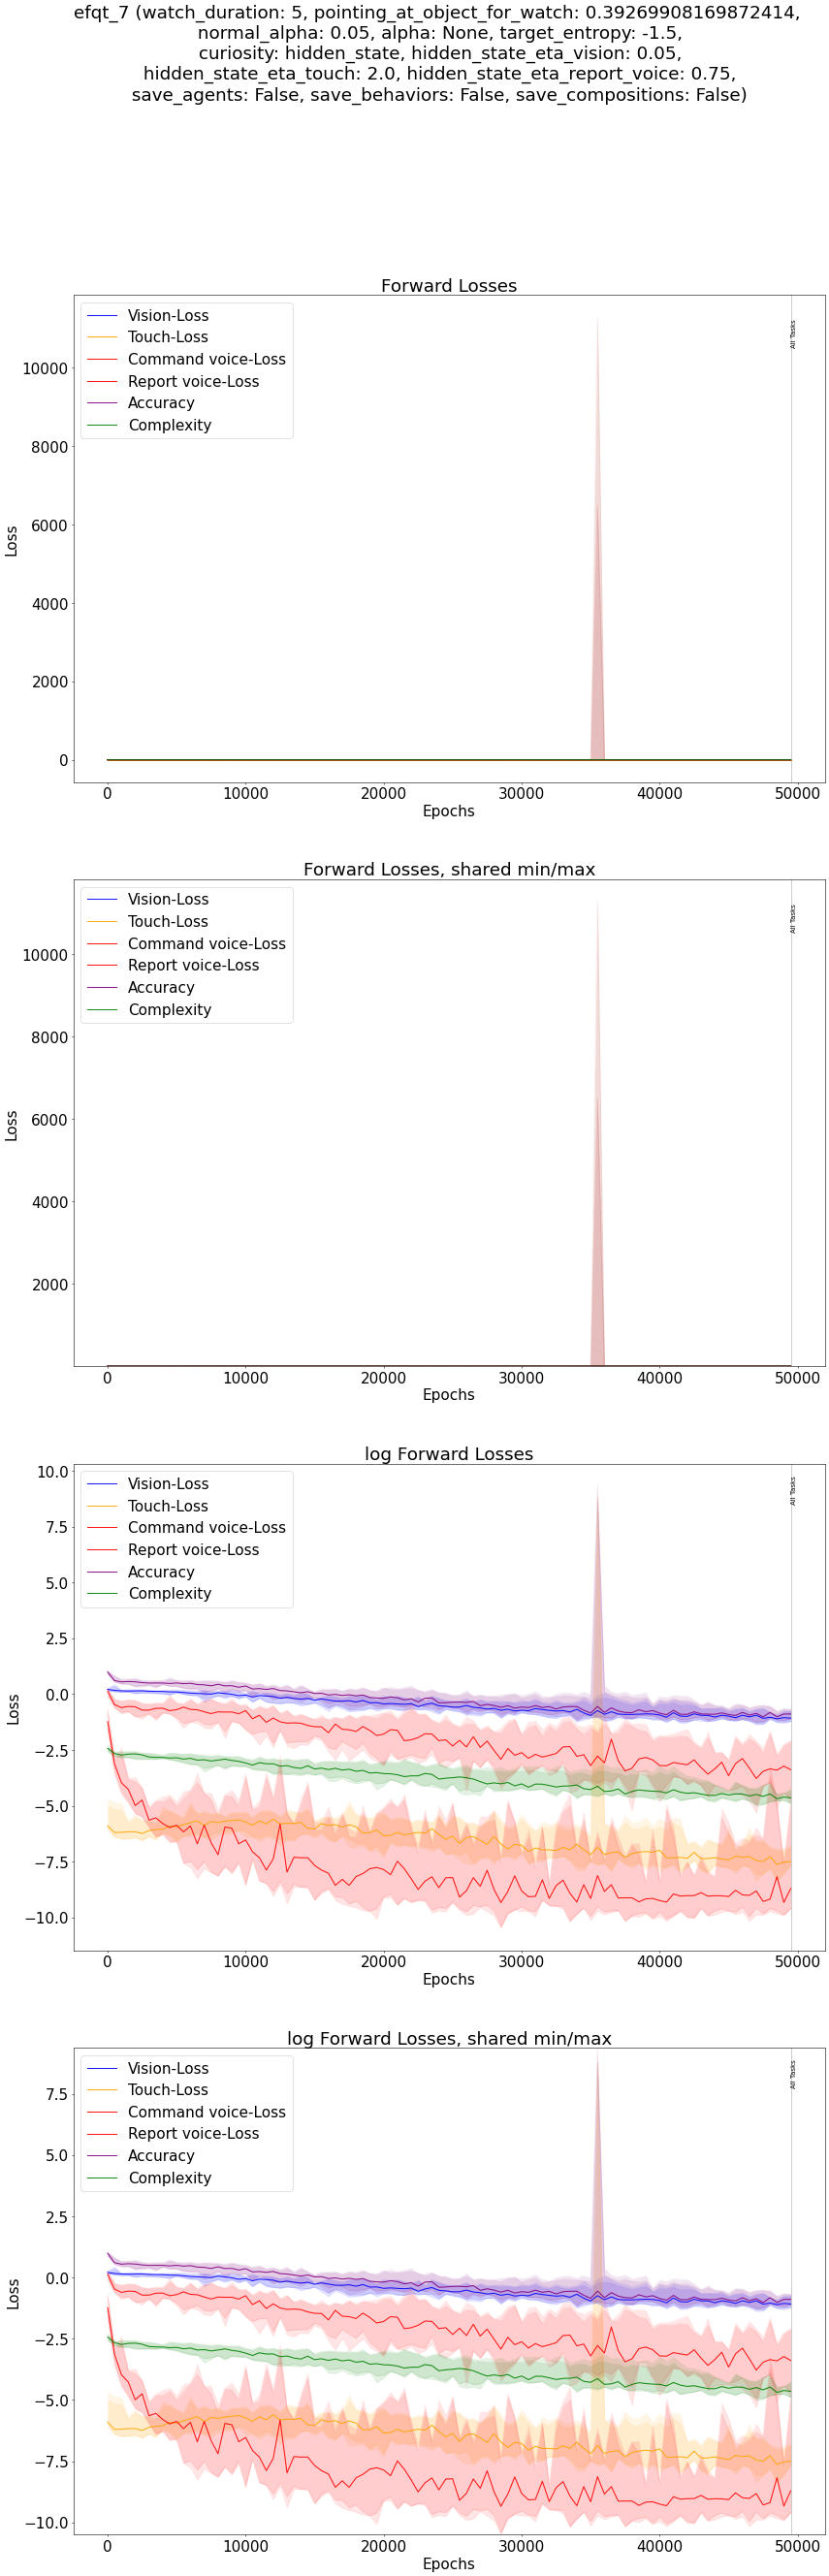 efqt_7 (watch_duration: 5, pointing_at_object_for_watch: 0.39269908169872414,
normal_alpha: 0.05, alpha: None, target_entropy: -1.5,
curiosity: hidden_state, hidden_state_eta_vision: 0.05,
hidden_state_eta_touch: 2.0, hidden_state_eta_report_voice: 0.75,
save_agents: False, save_behaviors: False, save_compositions: False)
Forward Losses
Vision-Loss
Touch-Loss
Command voice-Loss
Report voice-Loss
Accuracy
Complexity
All Tasks
10000
8000
6000
4000
2000
0
Loss
0 10000 20000 30000 40000 50000
Epochs
Forward Losses, shared min/max
Vision-Loss
Touch-Loss
Command voice-Loss
Report voice-Loss
Accuracy
Complexity
All Tasks
10000
8000
6000
4000
2000
Loss
0 10000 20000 30000 40000 50000
Epochs
log Forward Losses
Vision-Loss
Touch-Loss
Command voice-Loss
Report voice-Loss
Accuracy
Complexity
All Tasks
10.0
7.5
5.0
2.5
0.0
−2.5
−5.0
−7.5
−10.0
Loss
0 10000 20000 30000 40000 50000
Epochs
log Forward Losses, shared min/max
Vision-Loss
Touch-Loss
Command voice-Loss
Report voice-Loss
Accuracy
Complexity
All Tasks
7.5
5.0
2.5
0.0
−2.5
−5.0
−7.5
−10.0
Loss
0 10000 20000 30000 40000 50000
Epochs